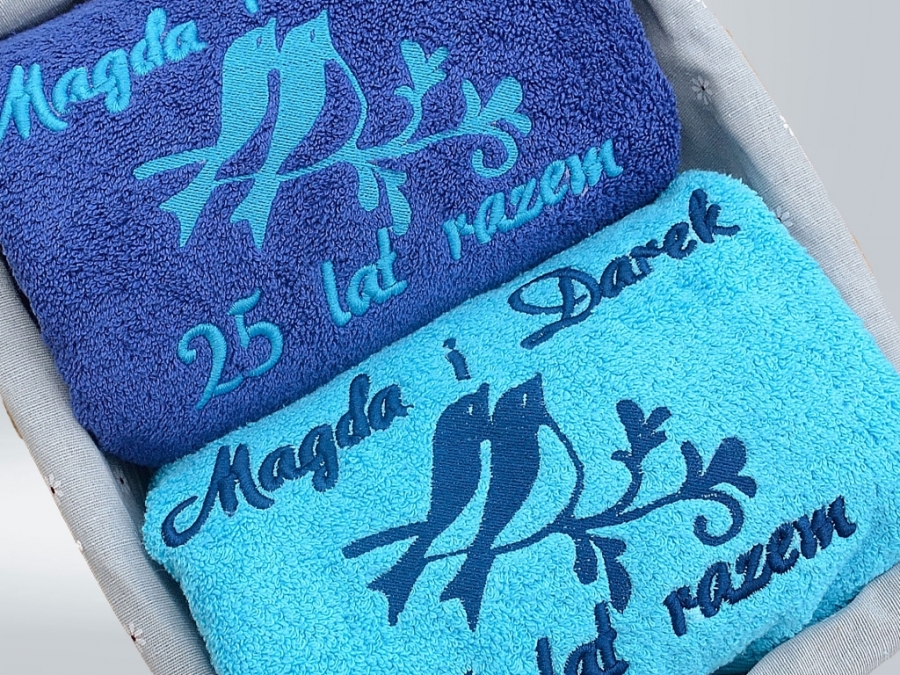 Magda i
25 lat razem
Magda i Darek
lat razem